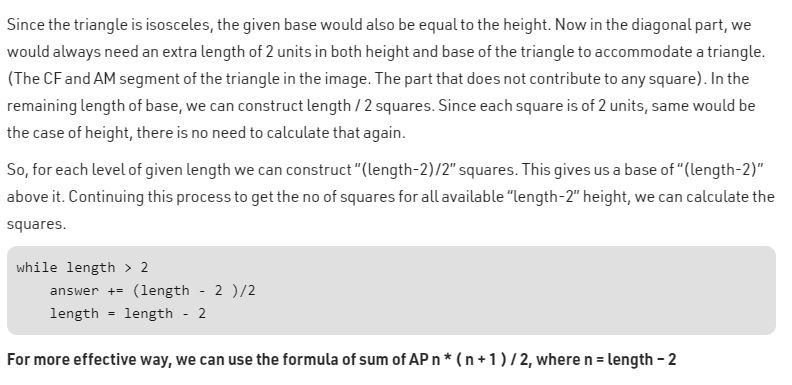 Since the triangle is isosceles, the given base would also be equal to the height. Now in the diagonal part, we
would always need an extra length of 2 units in both height and base of the triangle to accommodate a triangle.
(The CF and AM segment of the triangle in the image. The part that does not contribute to any square). In the
remaining length of base, we can construct length / 2 squares. Since each square is of 2 units, same would be
the case of height, there is no need to calculate that again.
So, for each level of given length we can construct "(length-2)/2" squares. This gives us a base of "(length-2)"
above it. Continuing this process to get the no of squares for all available "length-2" height, we can calculate the
squares.
while length > 2
    answer += (length - 2 )/2
    length = length - 2
For more effective way, we can use the formula of sum of AP n * ( n + 1 ) / 2, where n = length – 2